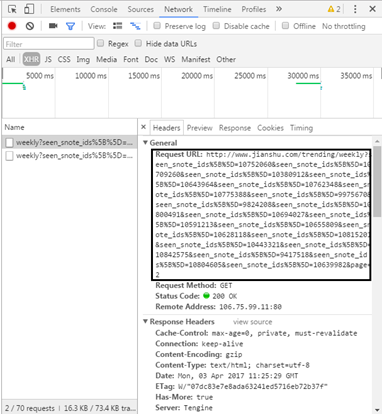 Elements Console Sources Network Timeline Profiles » 2
View: Preserve log Disable cache Offline No throttling
Filter Regex Hide data URLs
All XHR JS CSS Img Media Font Doc WS Manifest Other
5000 ms 10000 ms 15000 ms 20000 ms 25000 ms 30000 ms 35000 ms
Name × Headers Preview Response Cookies Timing
weekly?seen_snote_ids%5B%5D=...
weekly?seen_snote_ids%5B%5D=...
▼ General
Request URL: http://www.jianshu.com/trending/weekly?
een_snote_ids%5B%5D=10752060&seen_snote_ids%5B%5D=10
709260&seen_snote_ids%5B%5D=10380912&seen_snote_ids%
5B%5D=10643964&seen_snote_ids%5B%5D=10762348&seen_sn
ote_ids%5B%5D=10775388&seen_snote_ids%5B%5D=9975670&
seen_snote_ids%5B%5D=9824208&seen_snote_ids%5B%5D=10
800491&seen_snote_ids%5B%5D=10694027&seen_snote_ids%
5B%5D=10591213&seen_snote_ids%5B%5D=10655809&seen_sn
ote_ids%5B%5D=10628118&seen_snote_ids%5B%5D=10815201
&seen_snote_ids%5B%5D=10443321&seen_snote_ids%5B%5D=
10842575&seen_snote_ids%5B%5D=9417518&seen_snote_ids
%5B%5D=10804605&seen_snote_ids%5B%5D=10639982&page=
2
Request Method: GET
Status Code: 200 OK
Remote Address: 106.75.99.11:80
▼ Response Headers view source
Cache-Control: max-age=0, private, must-revalidate
Connection: keep-alive
Content-Encoding: gzip
Content-Type: text/html; charset=utf-8
Date: Mon, 03 Apr 2017 11:25:29 GMT
ETag: W/"07dc83e7e8ada63241ed5716eb72b37f"
Has-More: true
Server: Tengine
2 / 70 requests | 16.3 KB / 73.4 KB tra...